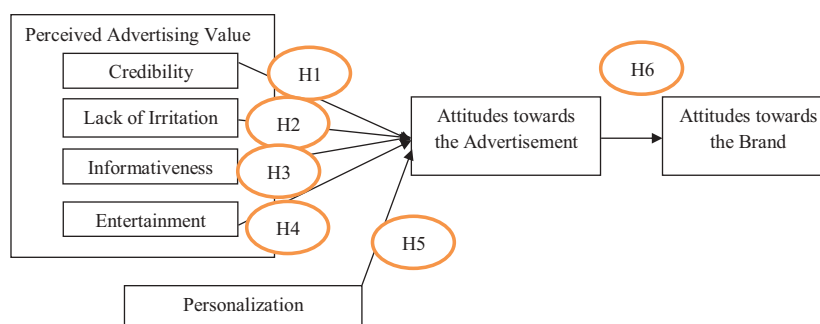 Perceived Advertising Value
Credibility
H1
Lack of Irritation
H2
Informativeness
H3
Entertainment
H4
Personalization
H5
Attitudes towards
the Advertisement
H6
Attitudes towards
the Brand